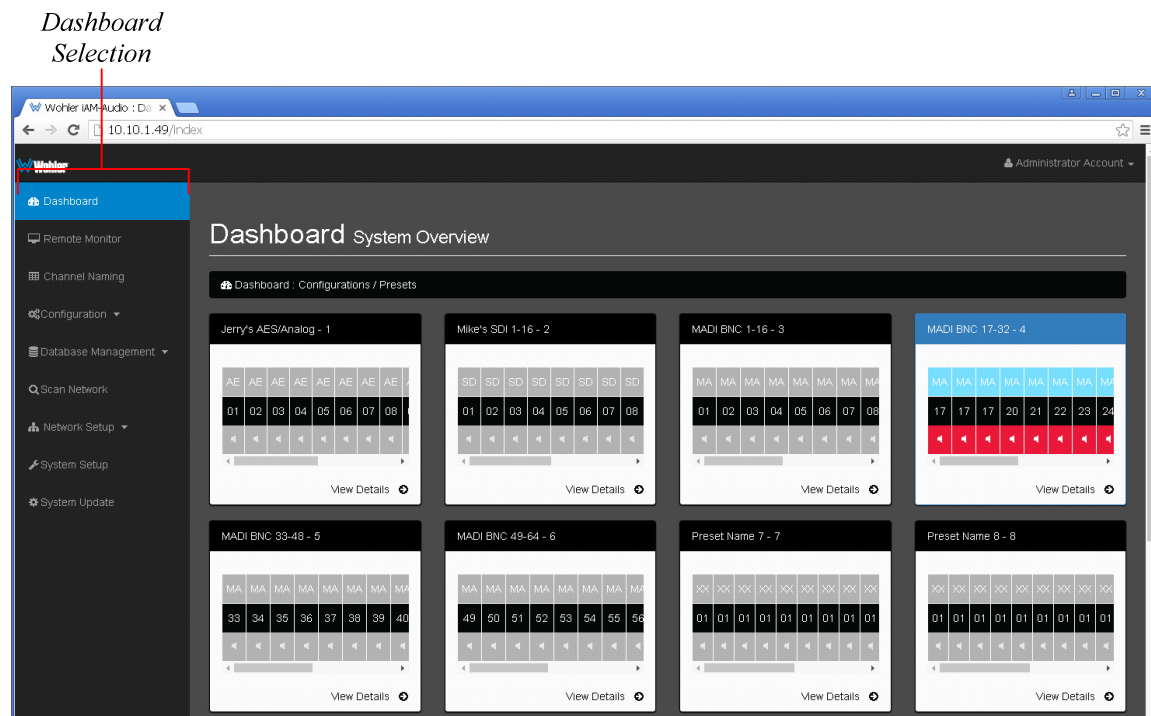 Dashboard
Selection
Wohler iAM-Audio : Da
10.10.1.49/index
Wohler
Administrator Account
Dashboard
Remote Monitor
Channel Naming
Configuration
Database Management
Scan Network
Network Setup
System Setup
System Update
Dashboard System Overview
Dashboard : Configurations / Presets
Jerry's AES/Analog - 1
AE AE AE AE AE AE AE AE
01 02 03 04 05 06 07 08
View Details
Mike's SDI 1-16 - 2
SD SD SD SD SD SD SD SD
01 02 03 04 05 06 07 08
View Details
MADI BNC 1-16 - 3
MA MA MA MA MA MA MA MA
01 02 03 04 05 06 07 08
View Details
MADI BNC 17-32 - 4
MA MA MA MA MA MA MA MA
17 17 17 20 21 22 23 24
View Details
MADI BNC 33-48 - 5
MA MA MA MA MA MA MA MA
33 34 35 36 37 38 39 40
View Details
MADI BNC 49-64 - 6
MA MA MA MA MA MA MA MA
49 50 51 52 53 54 55 56
View Details
Preset Name 7 - 7
XX XX XX XX XX XX XX XX XX
01 01 01 01 01 01 01 01 01
View Details
Preset Name 8 - 8
XX XX XX XX XX XX XX XX XX
01 01 01 01 01 01 01 01 01
View Details